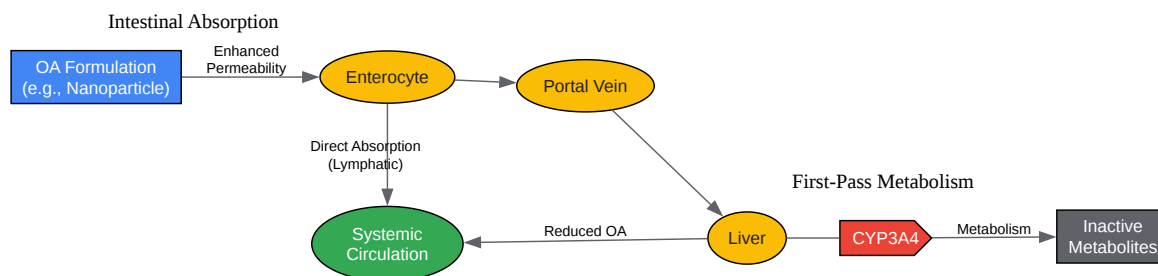 Intestinal Absorption
OA Formulation
(e.g., Nanoparticle)
Enhanced
Permeability
Enterocyte
Portal Vein
Direct Absorption
(Lymphatic)
First-Pass Metabolism
Systemic
Circulation
Reduced OA
Liver
CYP3A4
Metabolism
Inactive
Metabolites